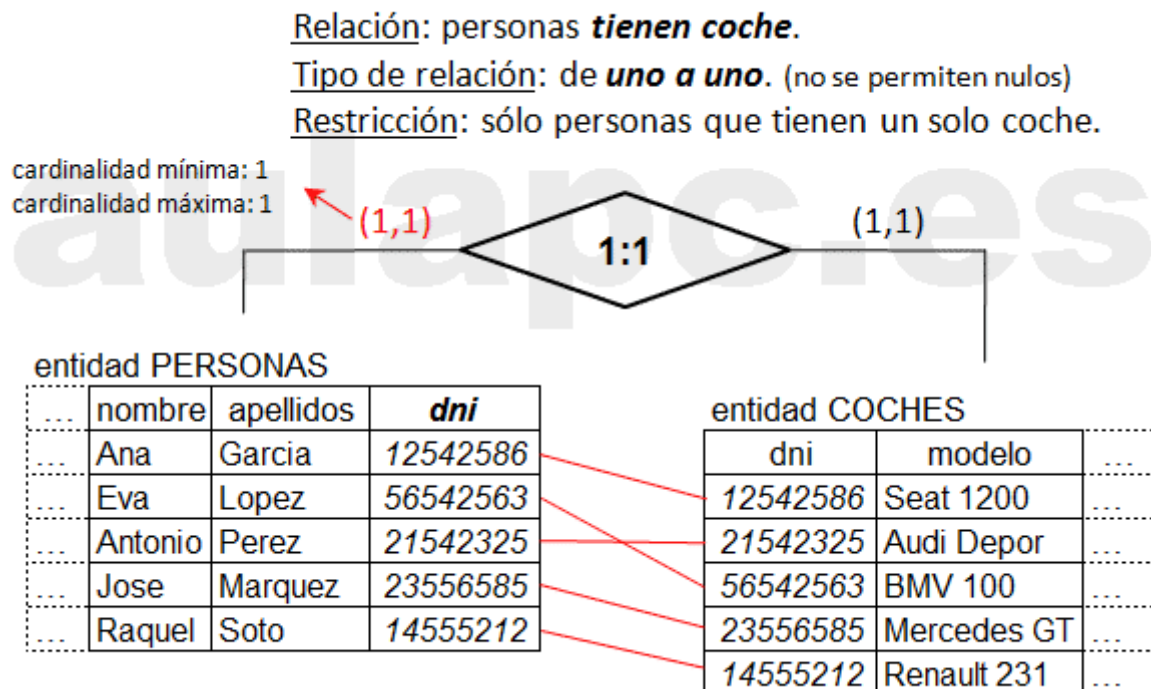 Relación: personas tienen coche.
Tipo de relación: de uno a uno. (no se permiten nulos)
Restricción: sólo personas que tienen un solo coche.
cardinalidad mínima: 1
cardinalidad máxima: 1
aulapc.es
(1,1)
1:1
(1,1)
entidad PERSONAS
... nombre apellidos dni
... Ana Garcia 12542586
... Eva Lopez 56542563
... Antonio Perez 21542325
... Jose Marquez 23556585
... Raquel Soto 14555212
entidad COCHES
dni modelo ...
12542586 Seat 1200 ...
21542325 Audi Depor ...
56542563 BMV 100 ...
23556585 Mercedes GT ...
14555212 Renault 231 ...